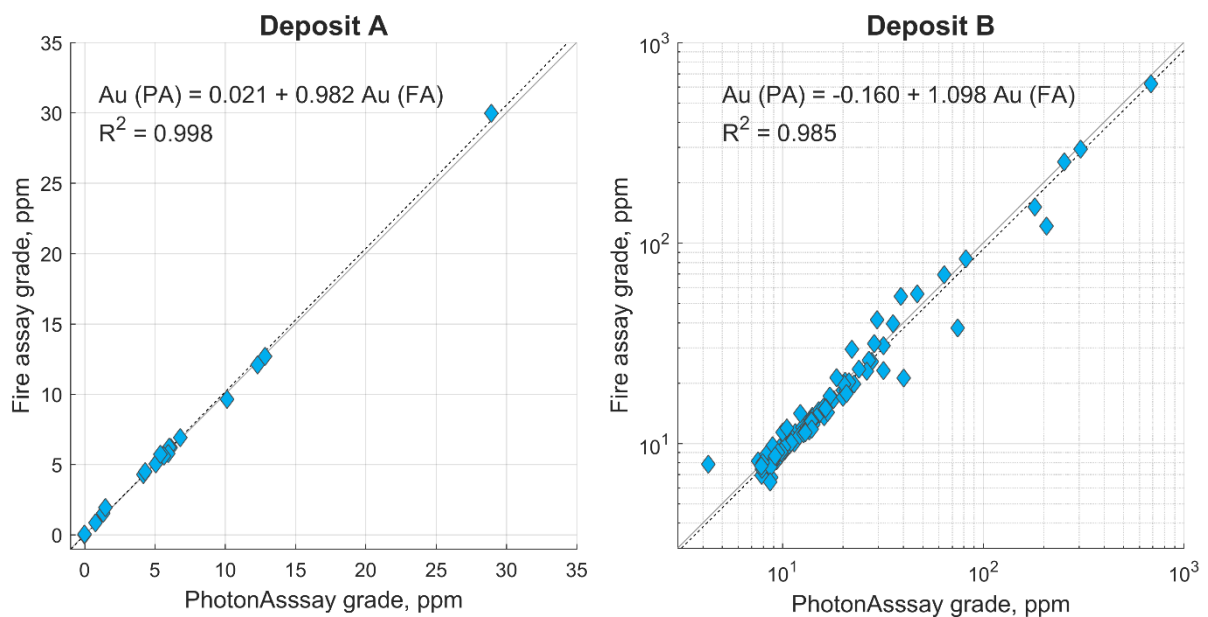 Deposit A
35
30
25
20
15
10
5
0
Fire assay grade, ppm
Au (PA) = 0.021 + 0.982 Au (FA)
R² = 0.998
0 5 10 15 20 25 30 35
PhotonAsssay grade, ppm
Deposit B
10³
10²
10¹
Fire assay grade, ppm
Au (PA) = -0.160 + 1.098 Au (FA)
R² = 0.985
10¹ 10² 10³
PhotonAsssay grade, ppm